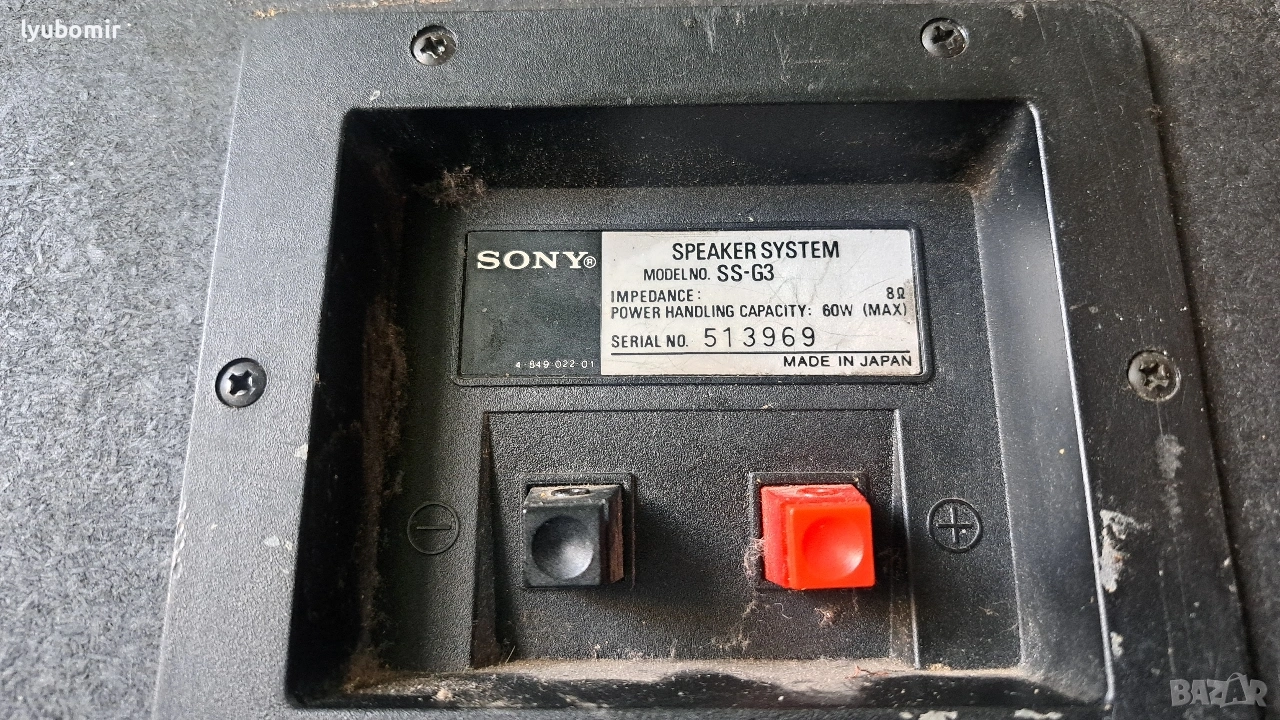 lyubomir
SONY®
4-849-022-01
SPEAKER SYSTEM
MODEL NO. SS-G3
IMPEDANCE: 8Ω
POWER HANDLING CAPACITY: 60W (MAX)
SERIAL NO. 513969
MADE IN JAPAN
BAZAR